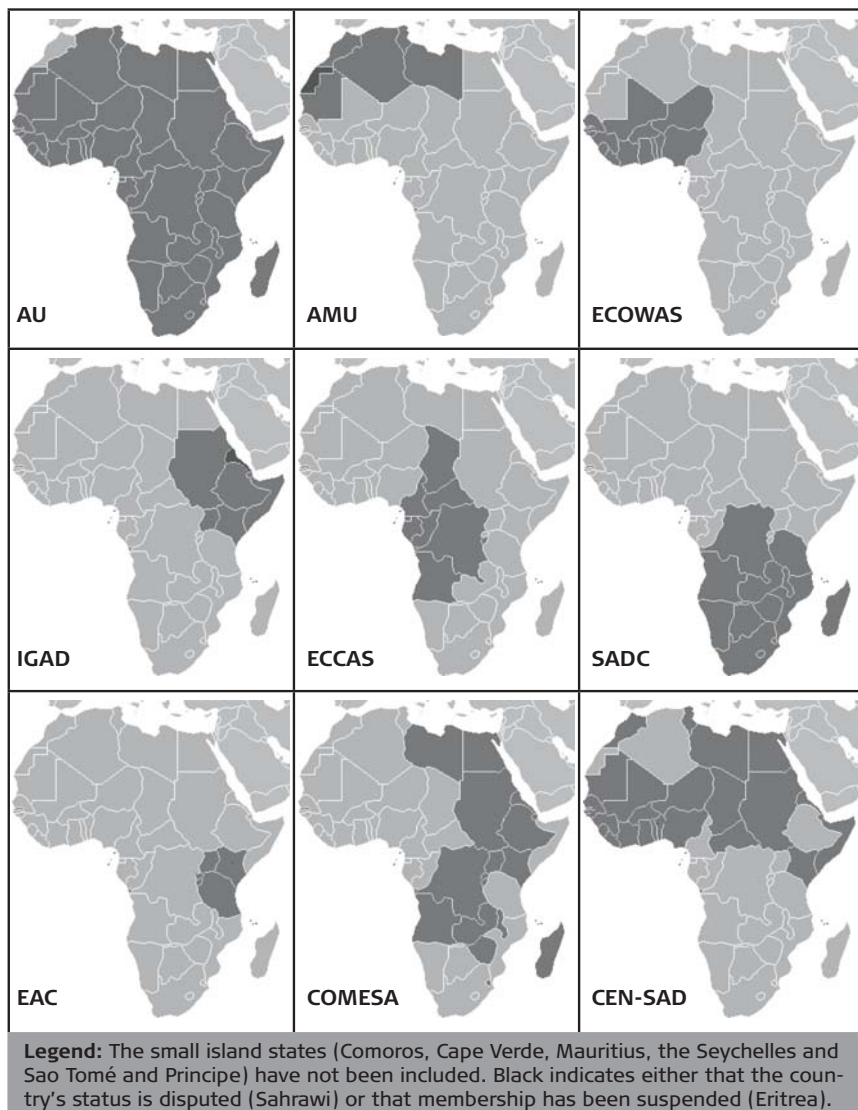 AU
AMU
ECOWAS
IGAD
ECCAS
SADC
EAC
COMESA
CEN-SAD
Legend: The small island states (Comoros, Cape Verde, Mauritius, the Seychelles and
Sao Tomé and Principe) have not been included. Black indicates either that the coun-
try's status is disputed (Sahrawi) or that membership has been suspended (Eritrea).